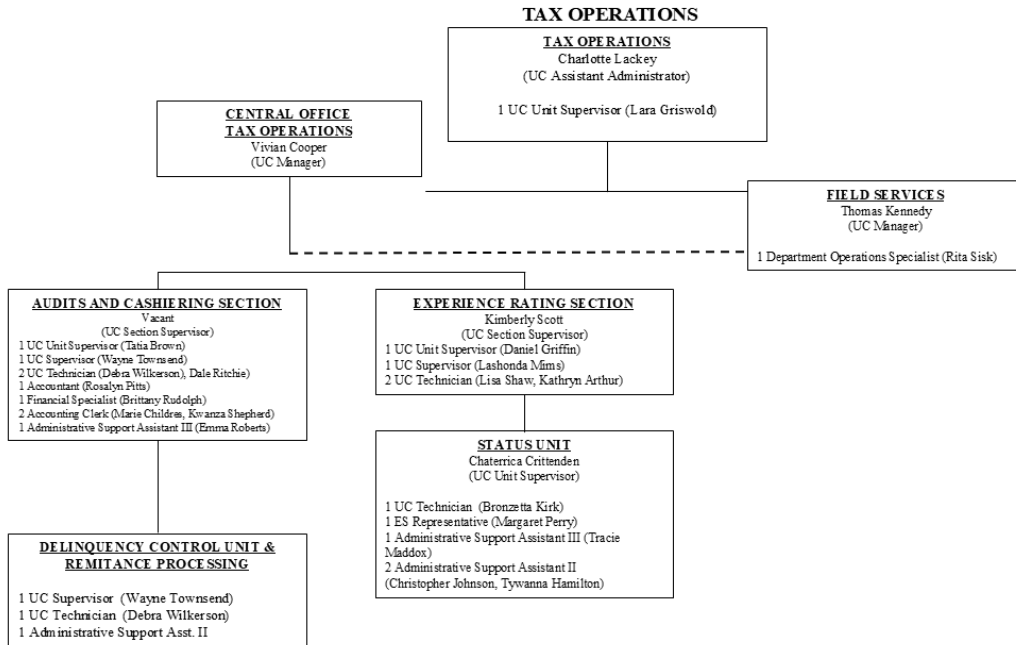 TAX OPERATIONS
TAX OPERATIONS
Charlotte Lackey
(UC Assistant Administrator)
1 UC Unit Supervisor (Lara Griswold)
CENTRAL OFFICE
TAX OPERATIONS
Vivian Cooper
(UC Manager)
FIELD SERVICES
Thomas Kennedy
(UC Manager)
1 Department Operations Specialist (Rita Sisk)
AUDITS AND CASHIERING SECTION
Vacant
(UC Section Supervisor)
1 UC Unit Supervisor (Tatia Brown)
1 UC Supervisor (Wayne Townsend)
2 UC Technician (Debra Wilkerson), Dale Ritchie)
1 Accountant (Rosalyn Pitts)
1 Financial Specialist (Brittany Rudolph)
2 Accounting Clerk (Marie Childres, Kwanza Shepherd)
1 Administrative Support Assistant III (Emma Roberts)
EXPERIENCE RATING SECTION
Kimberly Scott
(UC Section Supervisor)
1 UC Unit Supervisor (Daniel Griffin)
1 UC Supervisor (Lashonda Mims)
2 UC Technician (Lisa Shaw, Kathryn Arthur)
STATUS UNIT
Chaterrica Crittenden
(UC Unit Supervisor)
1 UC Technician (Bronzetta Kirk)
1 ES Representative (Margaret Perry)
1 Administrative Support Assistant III (Tracie
Maddox)
2 Administrative Support Assistant II
(Christopher Johnson, Tywanna Hamilton)
DELINQUENCY CONTROL UNIT &
REMITANCE PROCESSING
1 UC Supervisor (Wayne Townsend)
1 UC Technician (Debra Wilkerson)
1 Administrative Support Asst. II